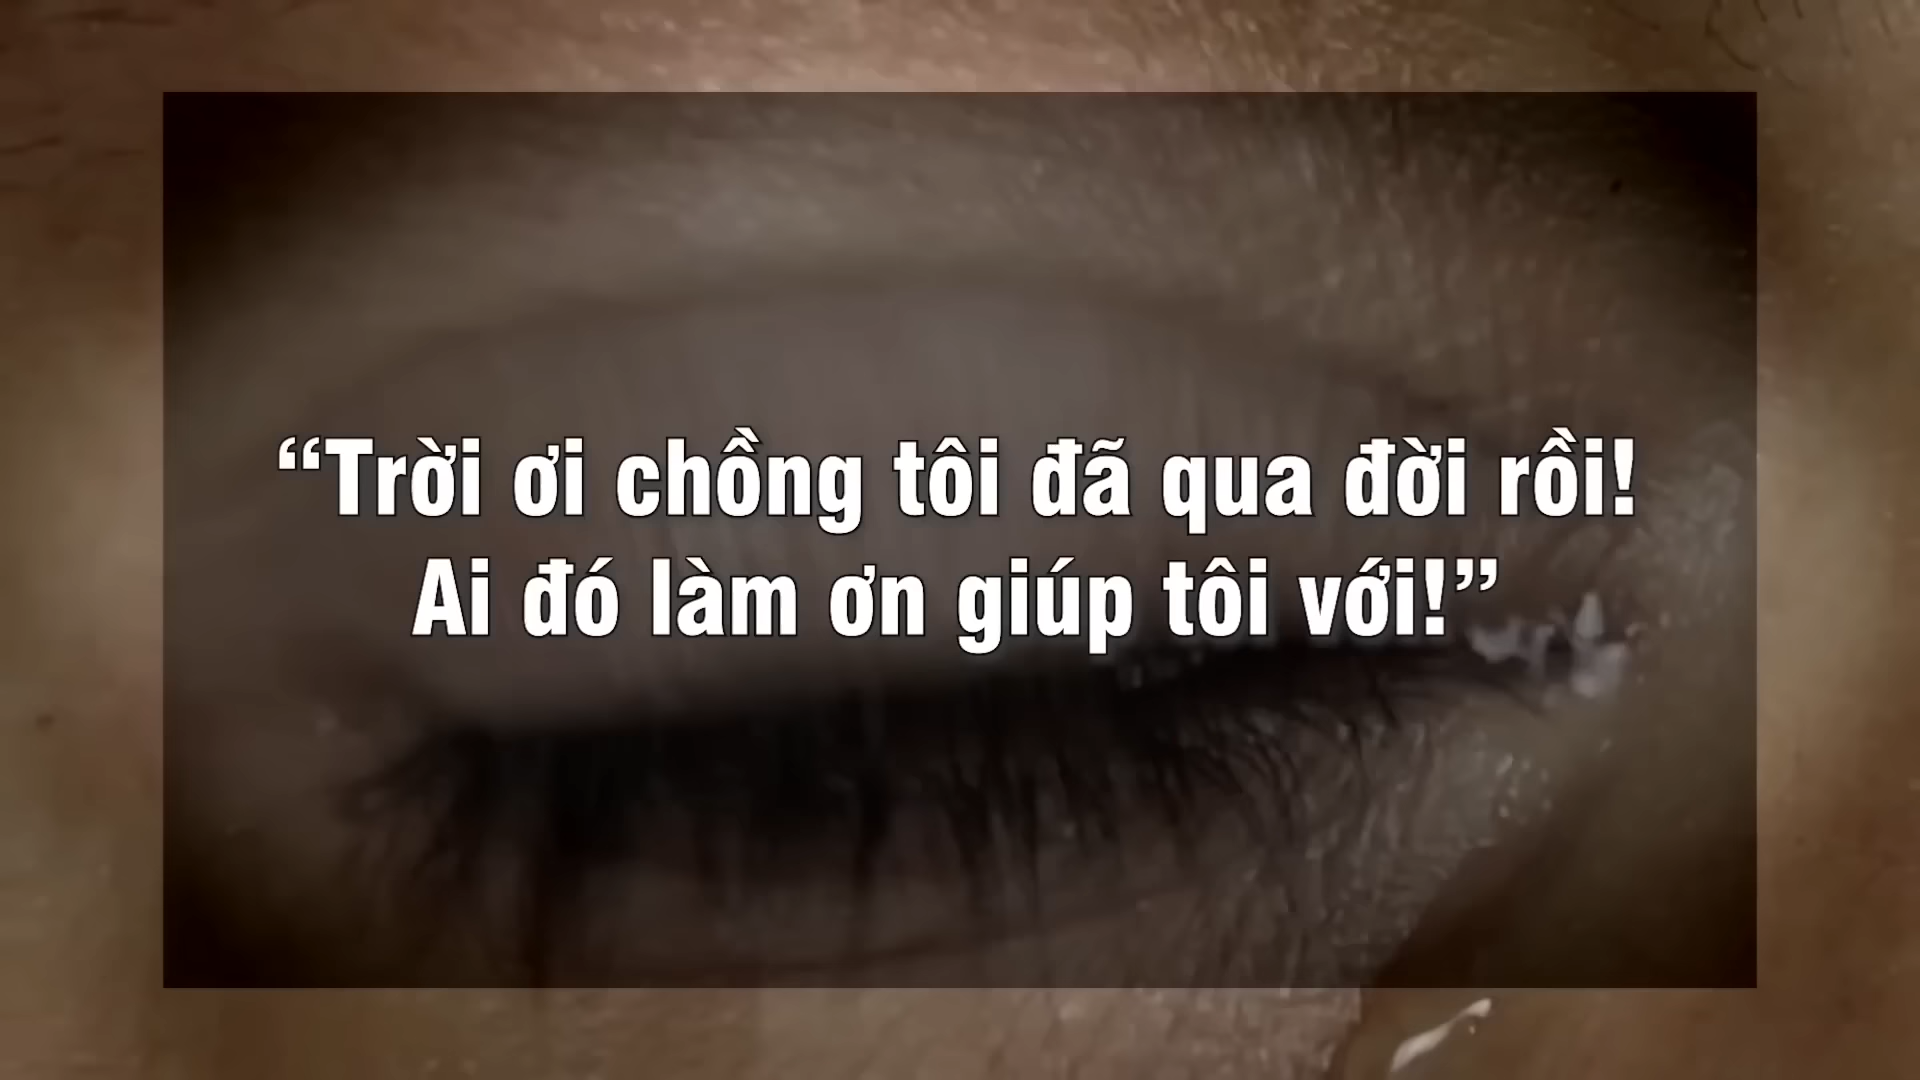 “Trời ơi chồng tôi đã qua đời rồi!
Ai đó làm ơn giúp tôi với!”